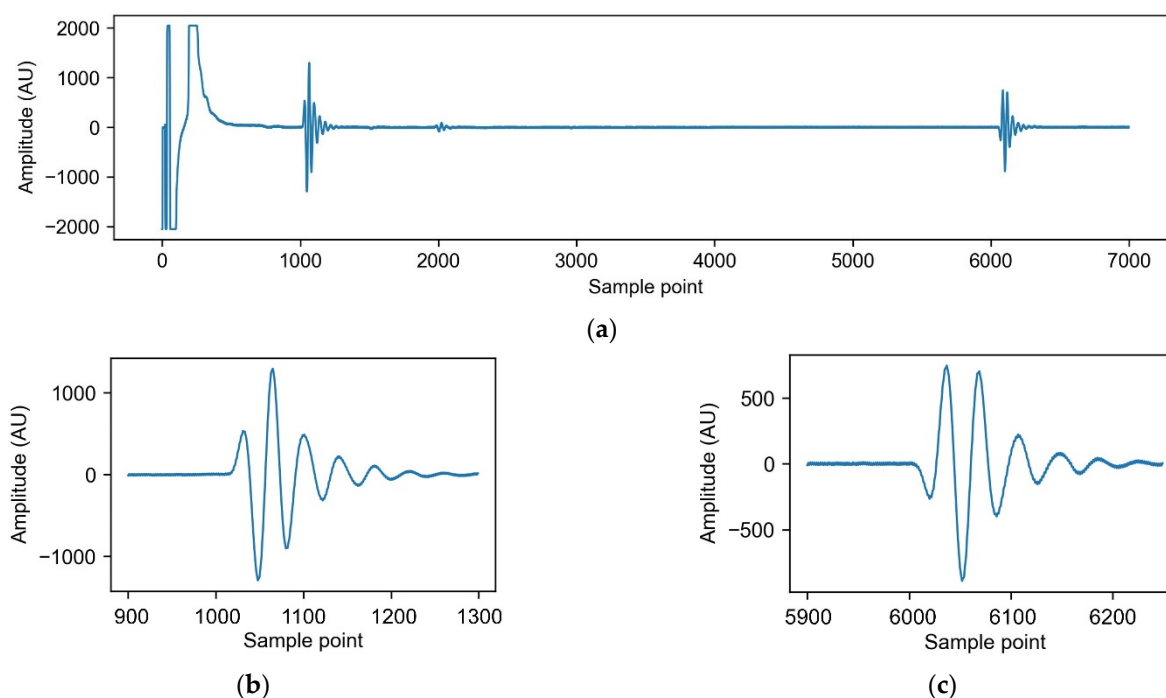 2000
1000
0
−1000
−2000
Amplitude (AU)
0 1000 2000 3000 4000 5000 6000 7000
Sample point
(a)
1000
0
−1000
Amplitude (AU)
900 1000 1100 1200 1300
Sample point
(b)
500
0
−500
Amplitude (AU)
5900 6000 6100 6200
Sample point
(c)